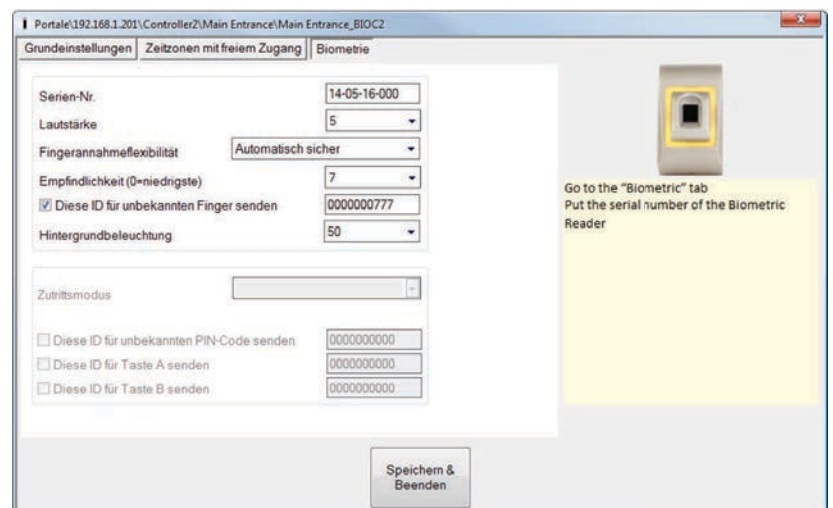 Portale\192.168.1.201\Controller2\Main Entrance\Main Entrance_BIOC2
Grundeinstellungen Zeitzonen mit freiem Zugang Biometrie
Serien-Nr. 14-05-16-000
Lautstärke 5
Fingerannahmeflexibilität Automatisch sicher
Empfindlichkeit (0=niedrigste) 7
Diese ID für unbekannten Finger senden 0000000777
Hintergrundbeleuchtung 50
Zutrittsmodus
Diese ID für unbekannten PIN-Code senden 0000000000
Diese ID für Taste A senden 0000000000
Diese ID für Taste B senden 0000000000
Go to the "Biometric" tab
Put the serial number of the Biometric
Reader
Speichern &
Beenden